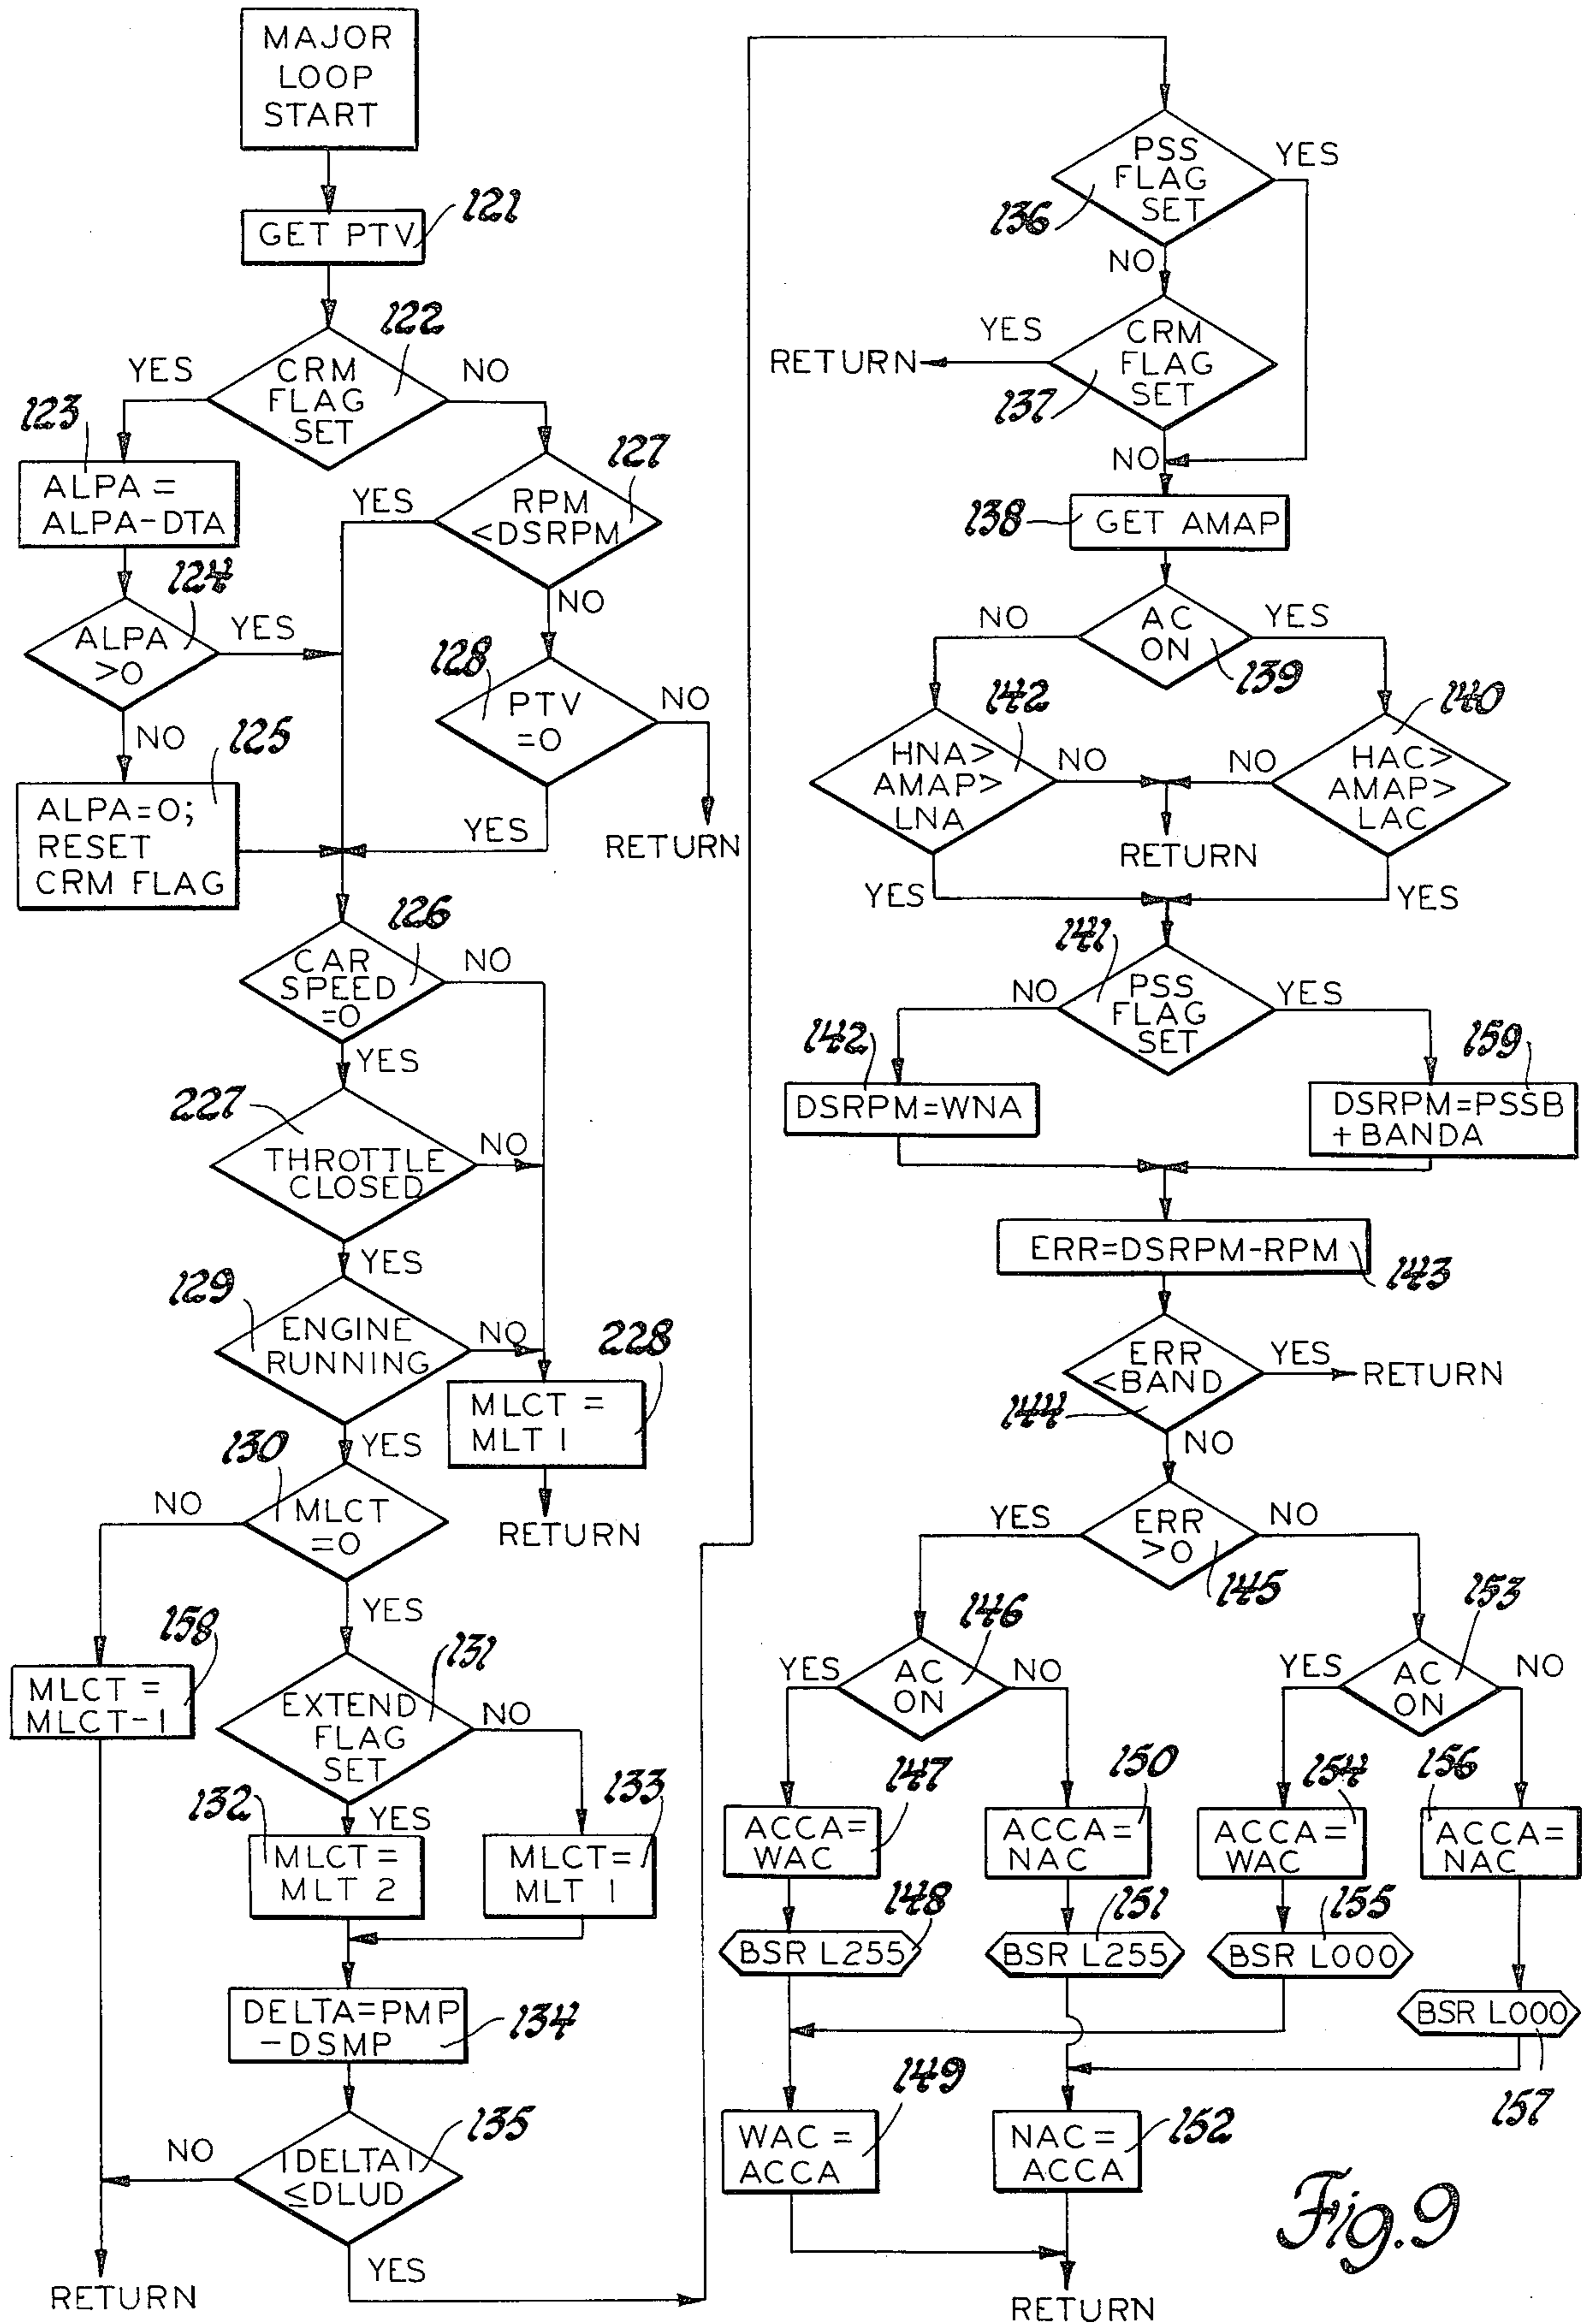 MAJOR
LOOP
START
GET PTV
121
122
CRM
FLAG
SET
YES
NO
123
ALPA =
ALPA-DTA
124
ALPA
>0
YES
NO
125
ALPA=0;
RESET
CRM FLAG
127
RPM
<DSRPM
YES
NO
128
PTV
=0
NO
YES
RETURN
126
CAR
SPEED
=0
NO
YES
227
THROTTLE
CLOSED
NO
YES
129
ENGINE
RUNNING
NO
YES
228
MLCT =
MLT 1
RETURN
130
MLCT
=0
NO
YES
158
MLCT =
MLCT-1
131
EXTEND
FLAG
SET
NO
YES
132
MLCT =
MLT 2
133
MLCT=
MLT 1
DELTA=PMP
-DSMP
134
135
|DELTA|
≤DLUD
NO
YES
RETURN
PSS
FLAG
SET
136
YES
NO
CRM
FLAG
SET
137
YES
RETURN
NO
138
GET AMAP
AC
ON
139
NO
YES
142
HNA>
AMAP>
LNA
NO
YES
140
HAC>
AMAP>
LAC
NO
YES
RETURN
141
PSS
FLAG
SET
NO
YES
142
DSRPM=WNA
159
DSRPM=PSSB
+BANDA
ERR=DSRPM-RPM
143
ERR
<BAND
144
YES
RETURN
NO
ERR
>0
145
YES
NO
146
AC
ON
YES
NO
153
AC
ON
YES
NO
147
ACCA=
WAC
150
ACCA=
NAC
154
ACCA=
WAC
156
ACCA=
NAC
148
BSR L255
151
BSR L255
155
BSR L000
BSR L000
157
149
WAC =
ACCA
NAC =
ACCA
152
RETURN
Fig. 9